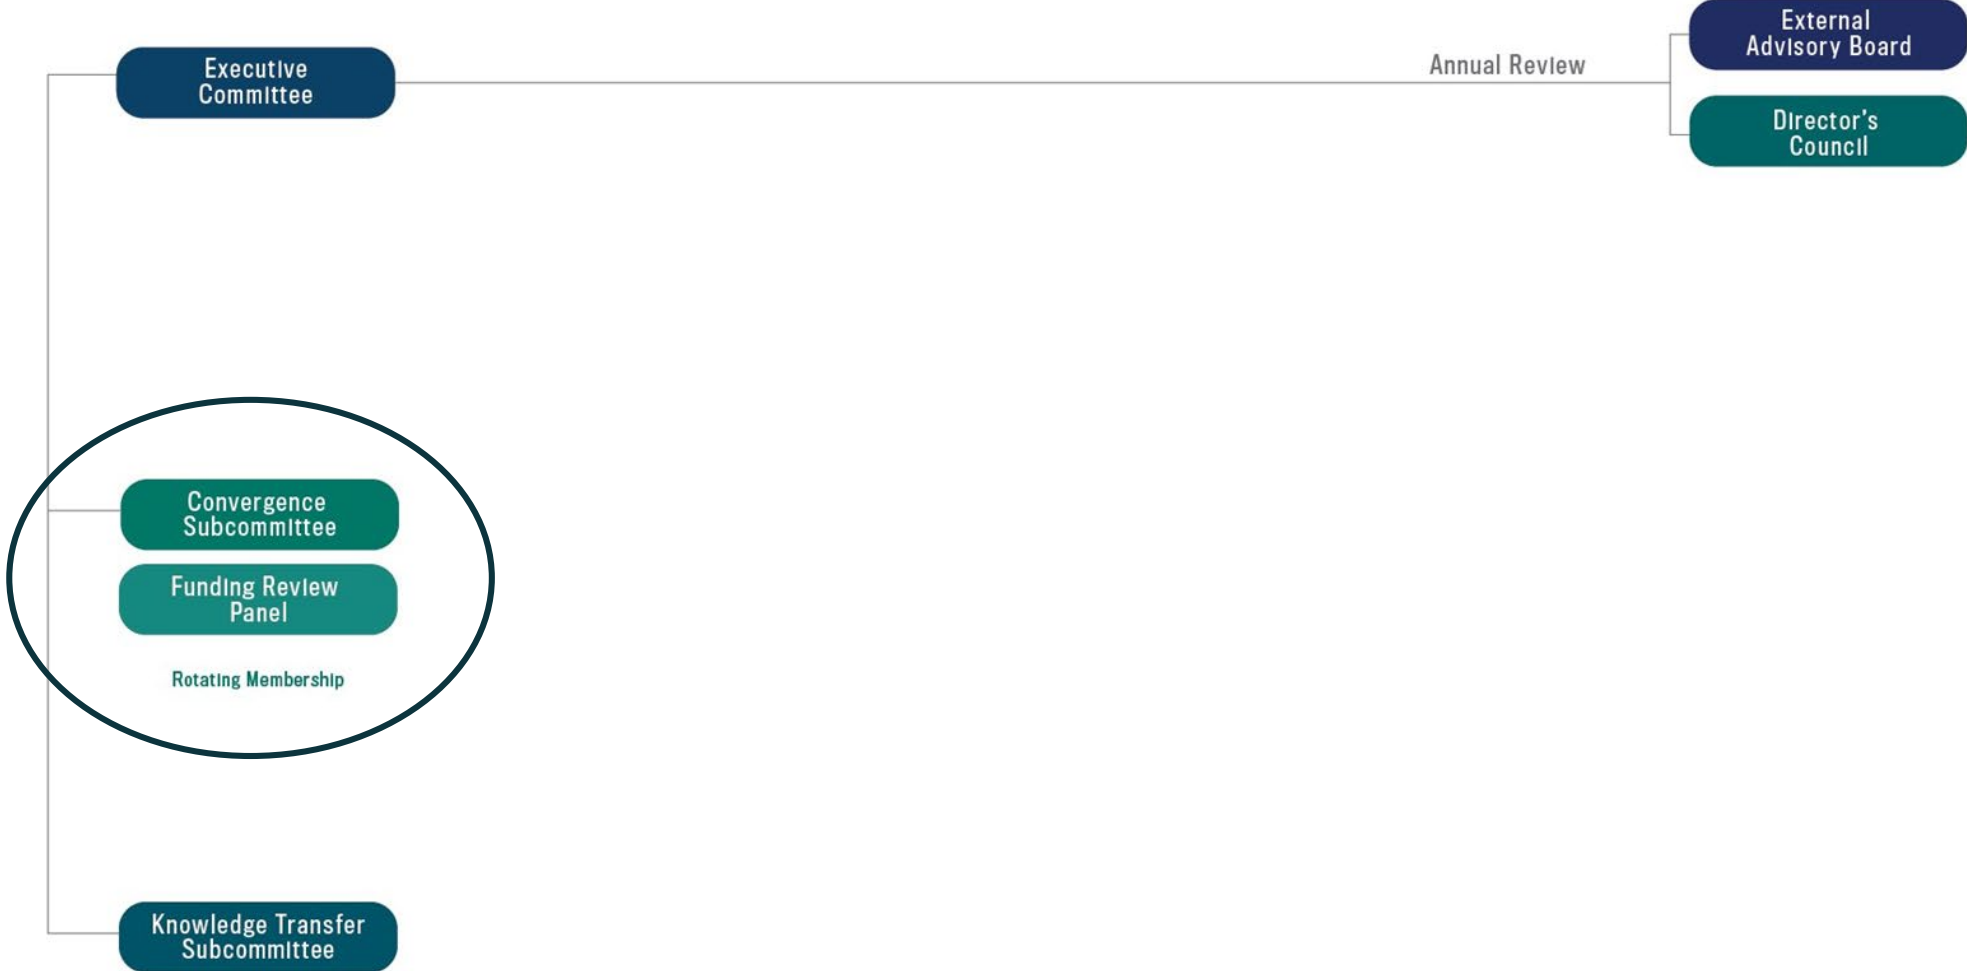 Executive
Committee
Annual Review
External
Advisory Board
Director's
Council
Convergence
Subcommittee
Funding Review
Panel
Rotating Membership
Knowledge Transfer
Subcommittee